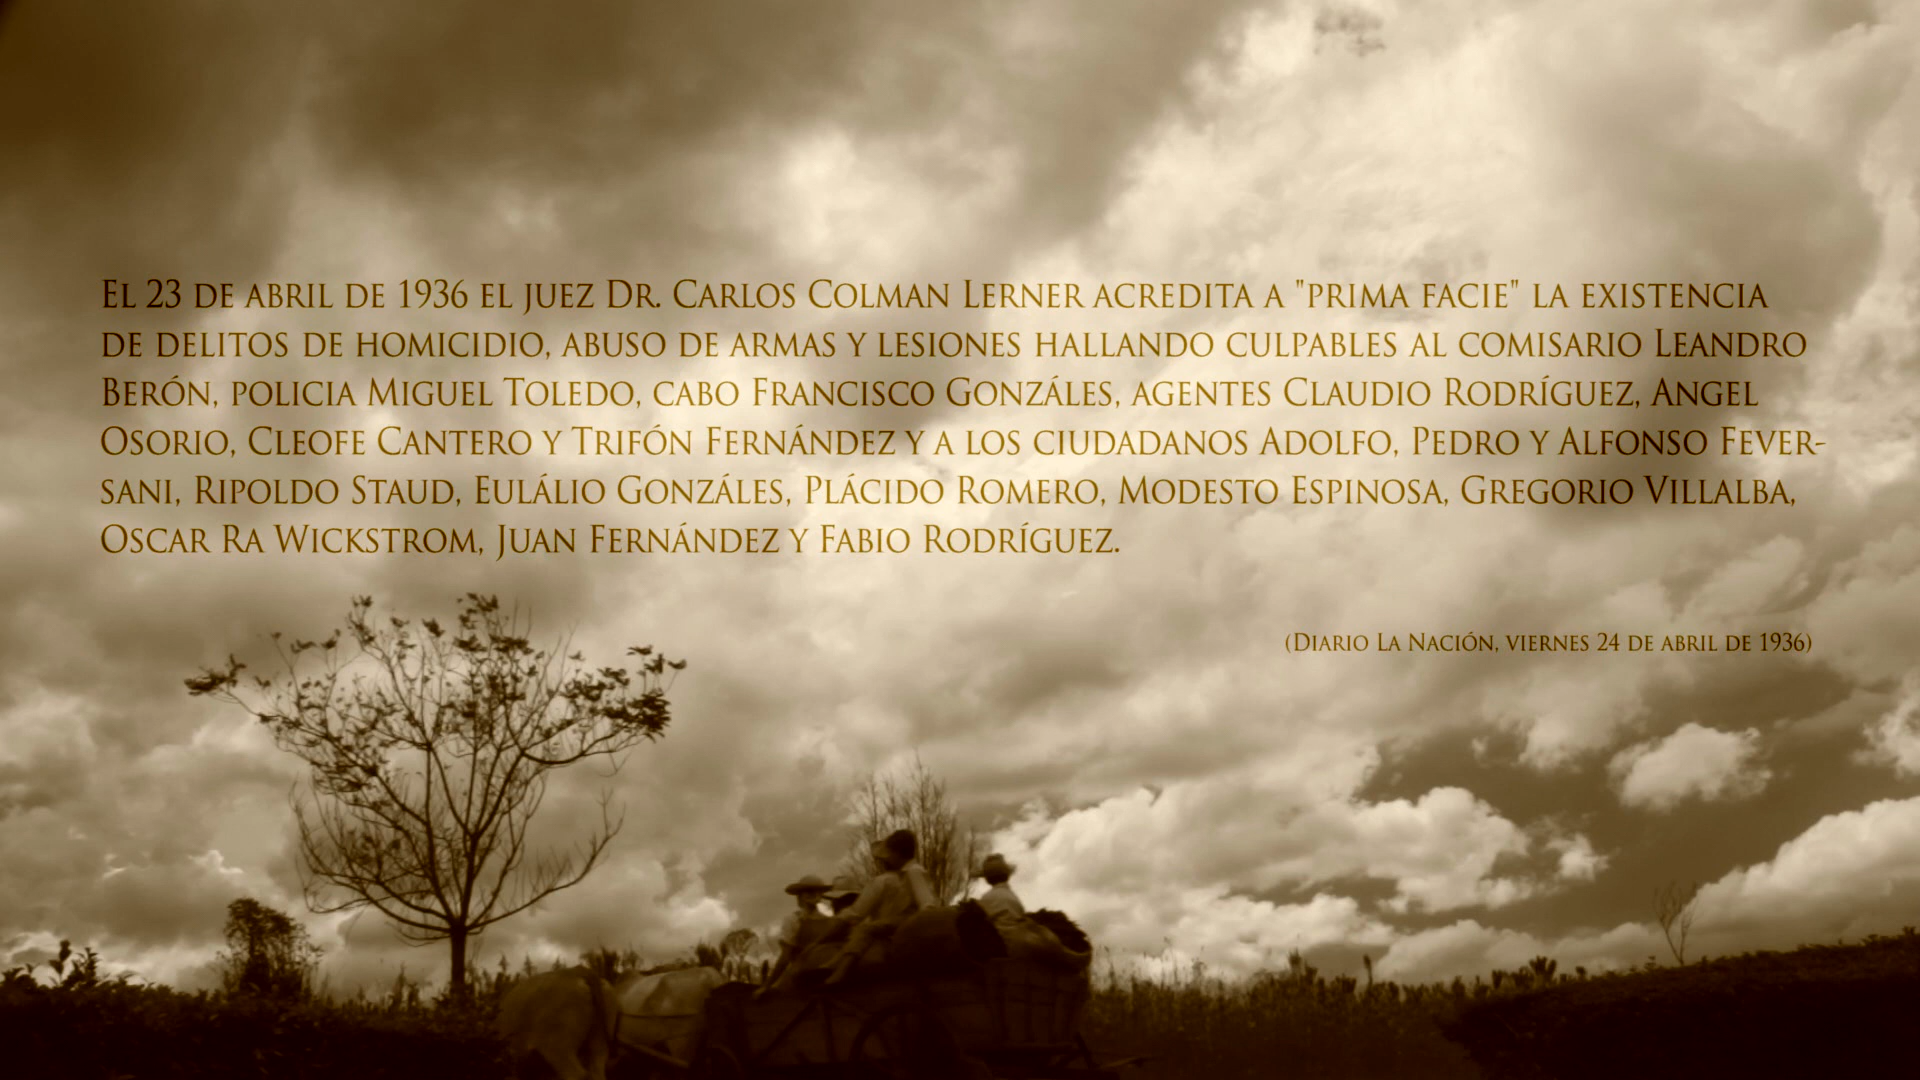 El 23 de abril de 1936 el juez Dr. Carlos Colman Lerner acredita a "prima facie" la existencia
de delitos de homicidio, abuso de armas y lesiones hallando culpables al comisario Leandro
Berón, policia Miguel Toledo, cabo Francisco Gonzáles, agentes Claudio Rodríguez, Angel
Osorio, Cleofe Cantero y Trifón Fernández y a los ciudadanos Adolfo, Pedro y Alfonso Fever-
sani, Ripoldo Staud, Eulálio Gonzáles, Plácido Romero, Modesto Espinosa, Gregorio Villalba,
Oscar Ra Wickstrom, Juan Fernández y Fabio Rodríguez.
(Diario La Nación, viernes 24 de abril de 1936)